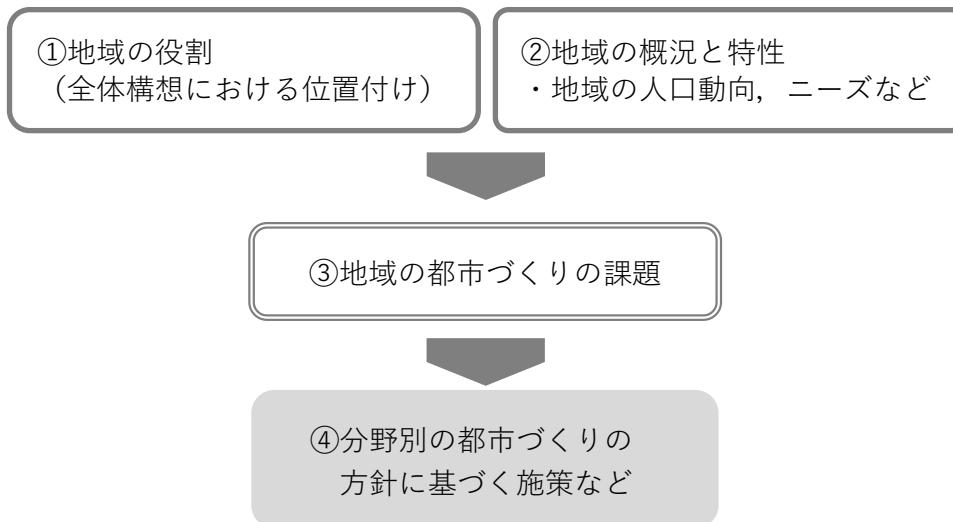 ①地域の役割
（全体構想における位置付け）
②地域の概況と特性
・地域の人口動向，ニーズなど
③地域の都市づくりの課題
④分野別の都市づくりの
方針に基づく施策など